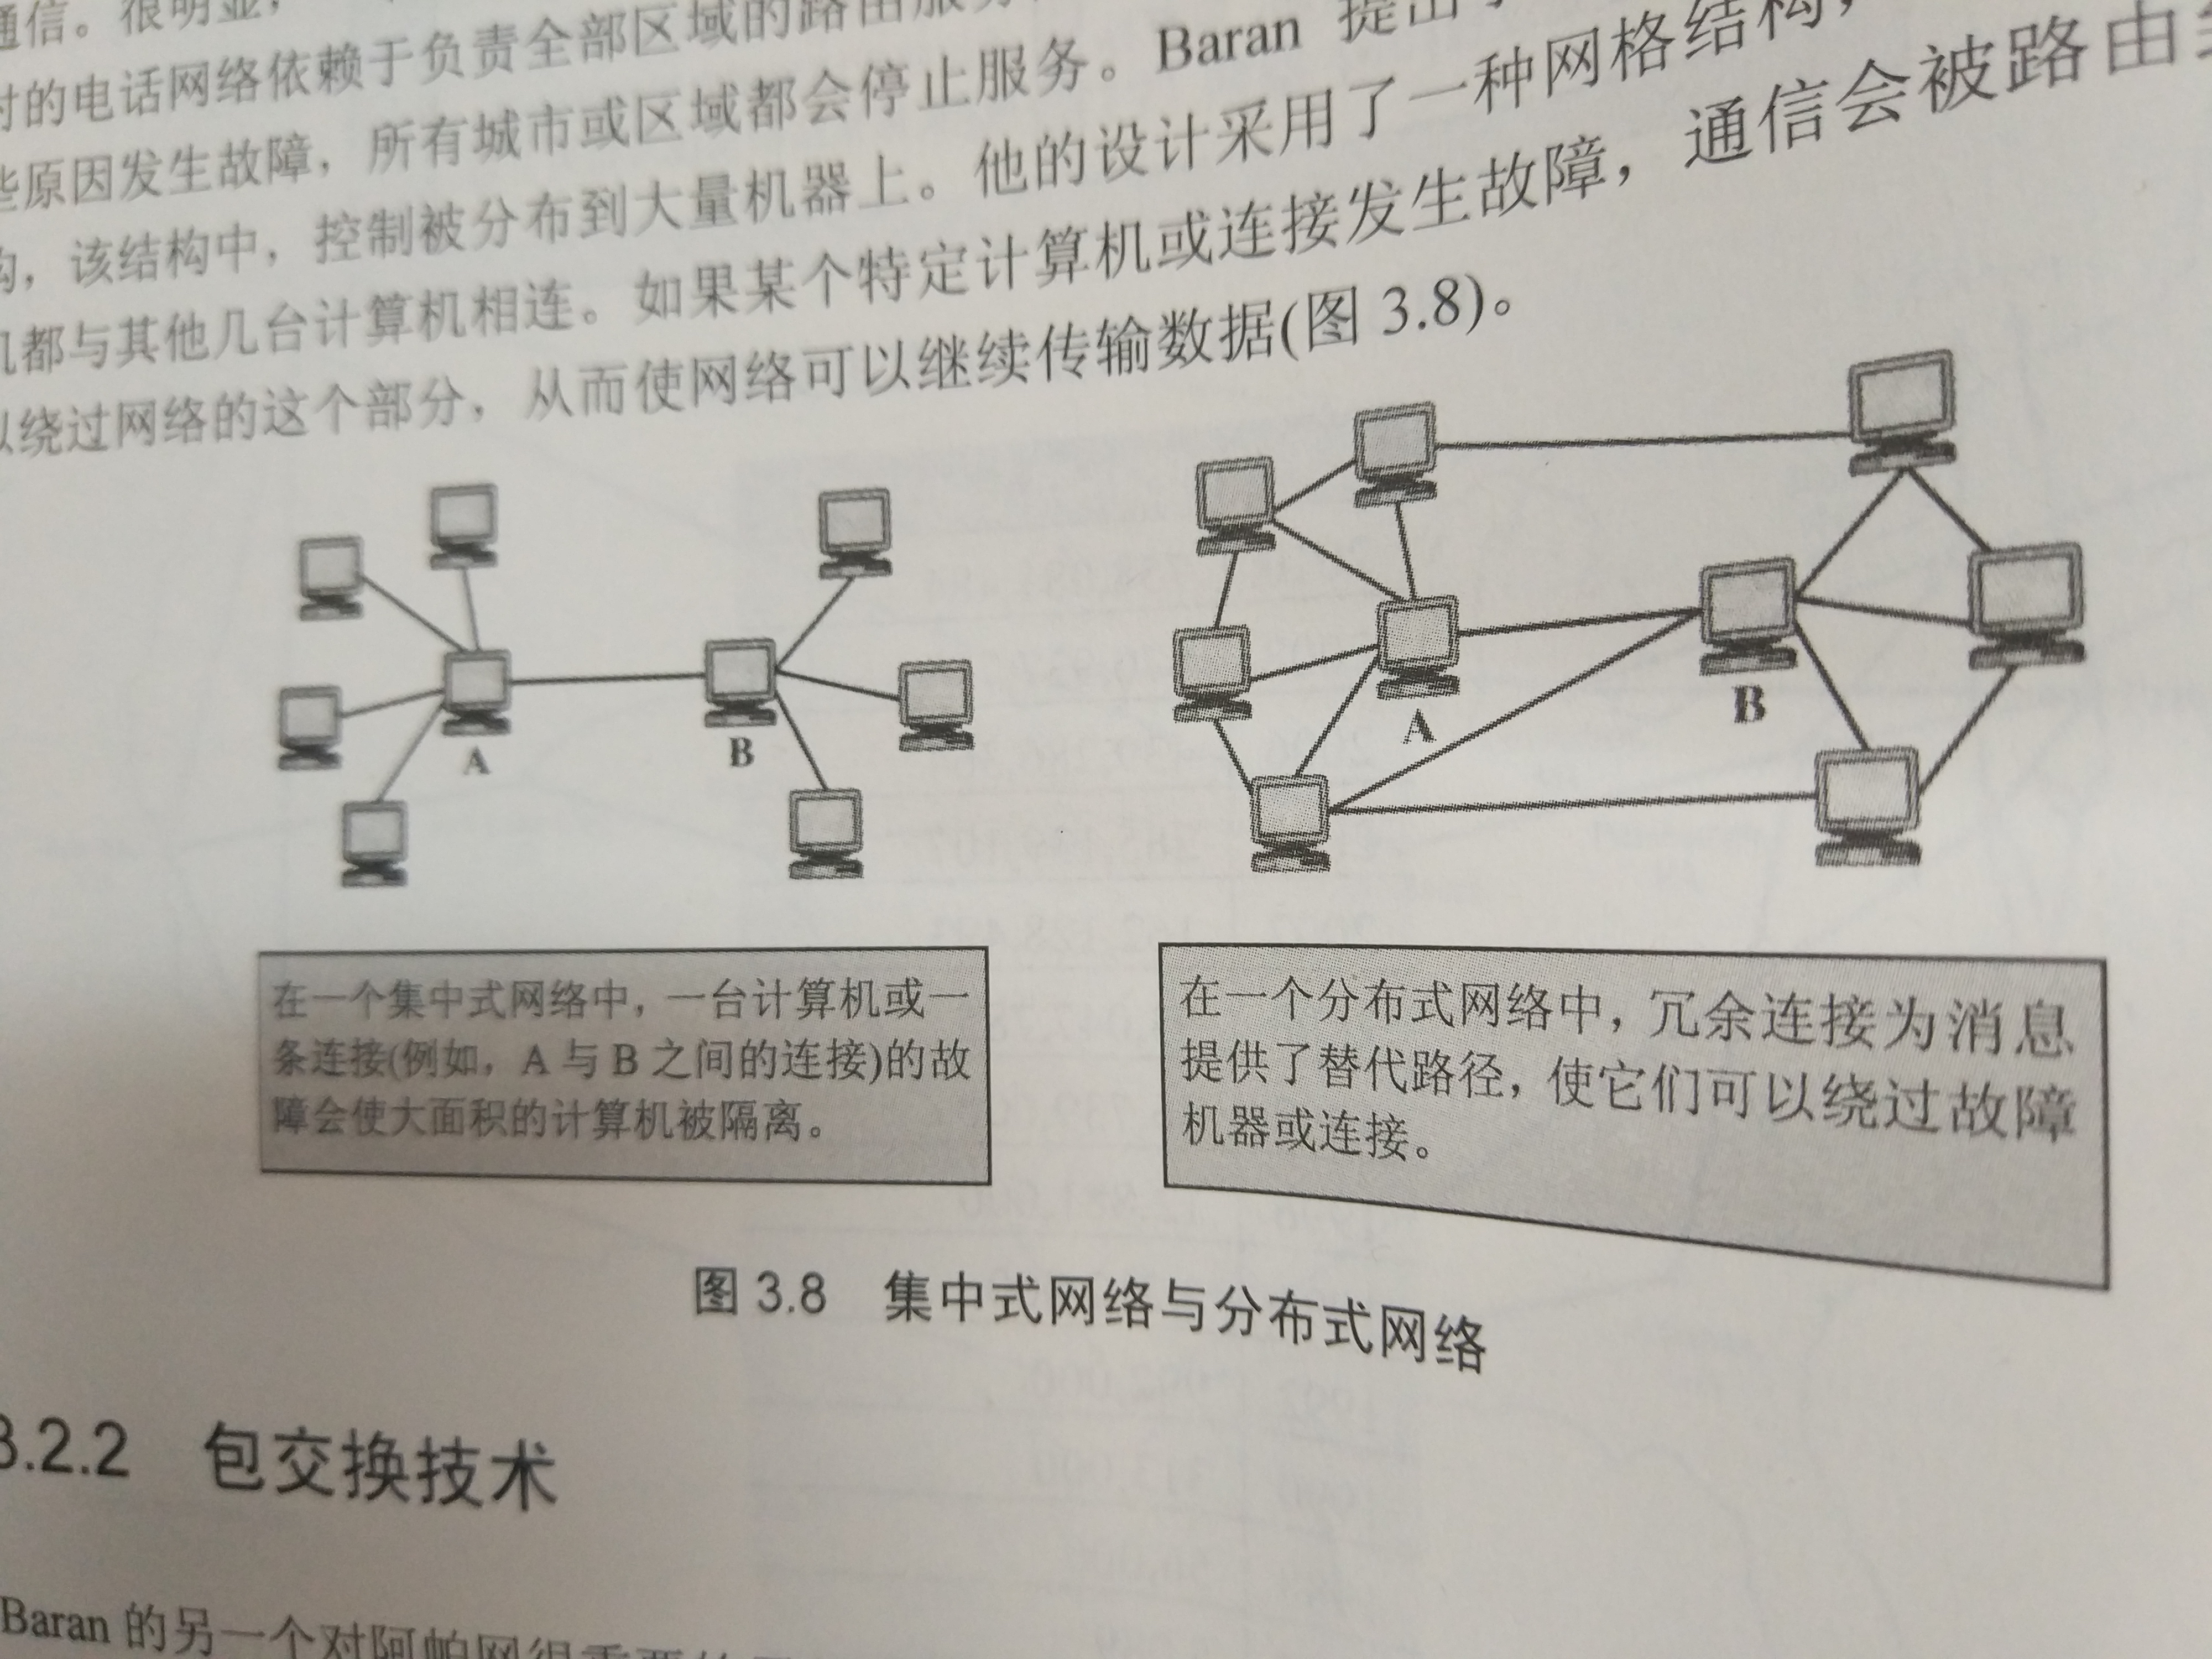 通信。很明显，
时的电话网络依赖于负责全部区域的路由服务
些原因发生故障，所有城市或区域都会停止服务。Baran 提出了
构，该结构中，控制被分布到大量机器上。他的设计采用了一种网格结构，
机都与其他几台计算机相连。如果某个特定计算机或连接发生故障，通信会被路由
以绕过网络的这个部分，从而使网络可以继续传输数据(图 3.8)。
A
B
A
B
在一个集中式网络中，一台计算机或一
条连接(例如，A 与 B 之间的连接)的故
障会使大面积的计算机被隔离。
在一个分布式网络中，冗余连接为消息
提供了替代路径，使它们可以绕过故障
机器或连接。
图 3.8 集中式网络与分布式网络
3.2.2 包交换技术
Baran 的另一个对阿帕网很重要的